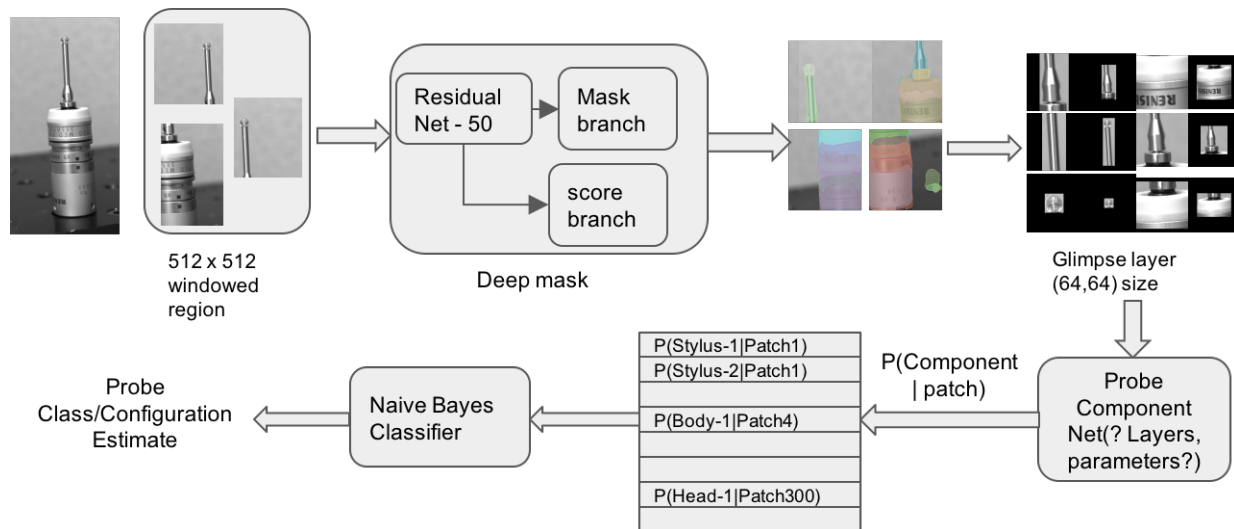 Residual
Net - 50
Mask
branch
score
branch
512 x 512
windowed
region
Deep mask
RENISH
RENISH
Glimpse layer
(64,64) size
P(Stylus-1|Patch1)
P(Stylus-2|Patch1)
P(Body-1|Patch4)
P(Head-1|Patch300)
P(Component
| patch)
Probe
Component
Net(? Layers,
parameters?)
Naive Bayes
Classifier
Probe
Class/Configuration
Estimate